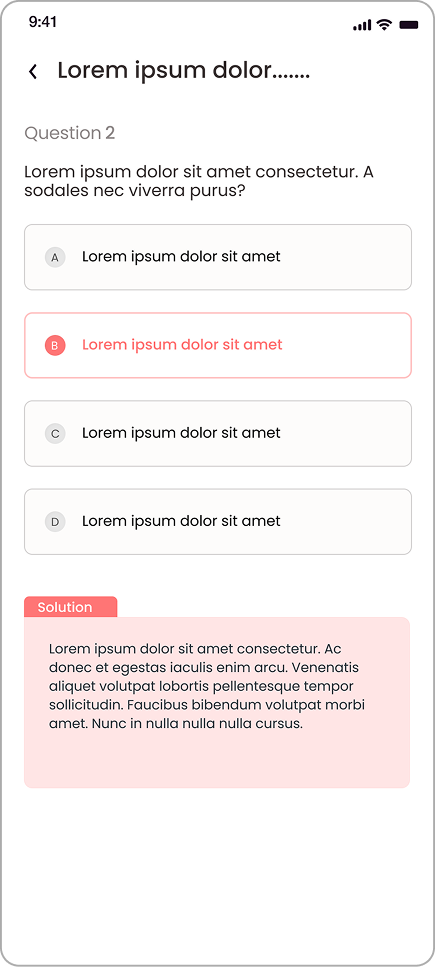 9:41
Lorem ipsum dolor.......
Question 2
Lorem ipsum dolor sit amet consectetur. A
sodales nec viverra purus?
A Lorem ipsum dolor sit amet
B Lorem ipsum dolor sit amet
C Lorem ipsum dolor sit amet
D Lorem ipsum dolor sit amet
Solution
Lorem ipsum dolor sit amet consectetur. Ac
donec et egestas iaculis enim arcu. Venenatis
aliquet volutpat lobortis pellentesque tempor
sollicitudin. Faucibus bibendum volutpat morbi
amet. Nunc in nulla nulla nulla cursus.